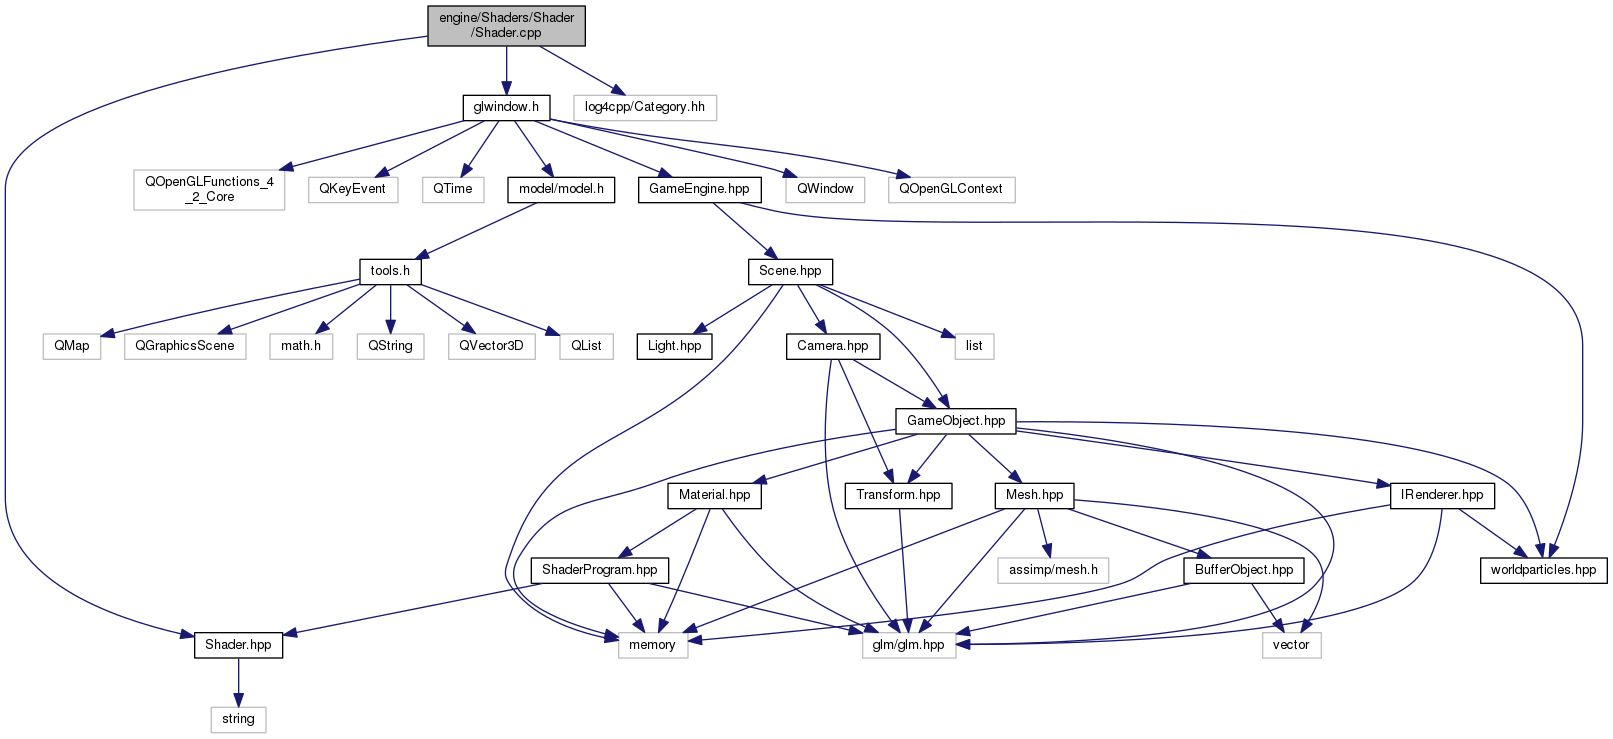 engine/Shaders/Shader
/Shader.cpp
glwindow.h
log4cpp/Category.hh
QOpenGLFunctions_4
_2_Core
QKeyEvent
QTime
model/model.h
GameEngine.hpp
QWindow
QOpenGLContext
tools.h
Scene.hpp
QMap
QGraphicsScene
math.h
QString
QVector3D
QList
Light.hpp
Camera.hpp
list
GameObject.hpp
Material.hpp
Transform.hpp
Mesh.hpp
IRenderer.hpp
ShaderProgram.hpp
assimp/mesh.h
BufferObject.hpp
worldparticles.hpp
Shader.hpp
memory
glm/glm.hpp
vector
string